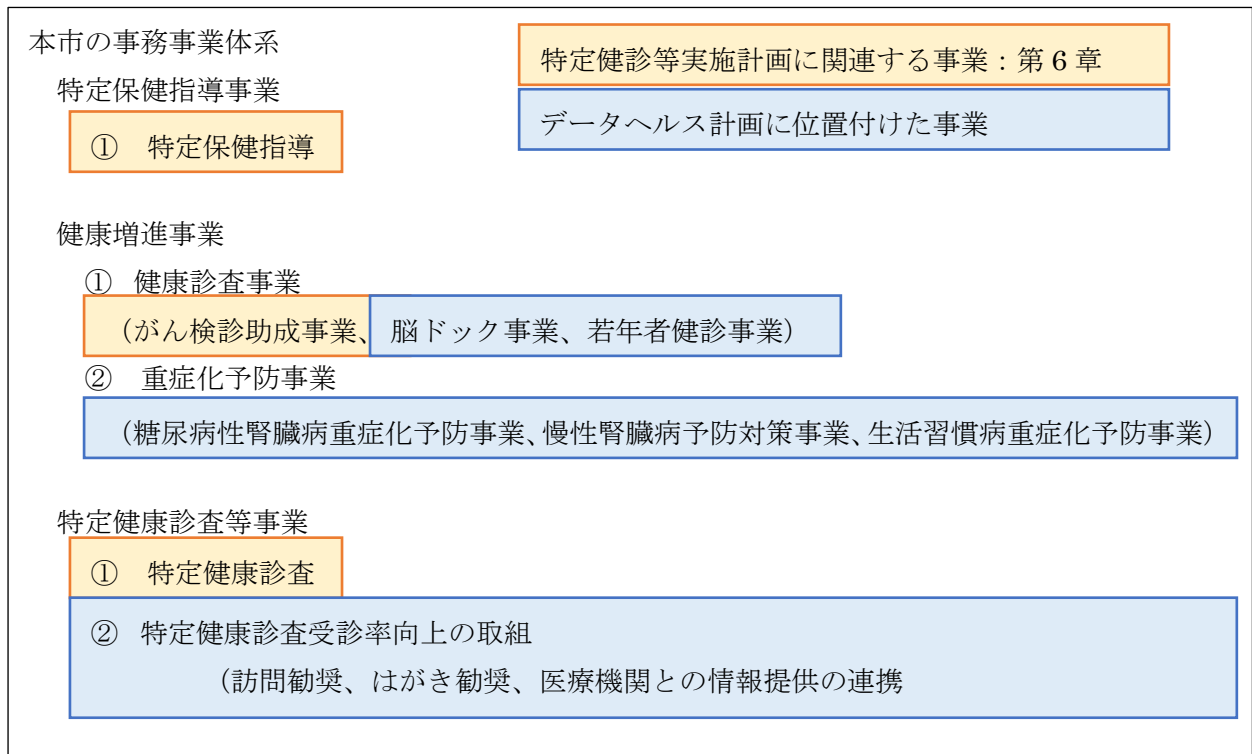 本市の事務事業体系
特定健診等実施計画に関連する事業：第 6 章
特定保健指導事業
データヘルス計画に位置付けた事業
① 特定保健指導
健康増進事業
① 健康診査事業
（がん検診助成事業、脳ドック事業、若年者健診事業）
② 重症化予防事業
（糖尿病性腎臓病重症化予防事業、慢性腎臓病予防対策事業、生活習慣病重症化予防事業）
特定健康診査等事業
① 特定健康診査
② 特定健康診査受診率向上の取組
（訪問勧奨、はがき勧奨、医療機関との情報提供の連携